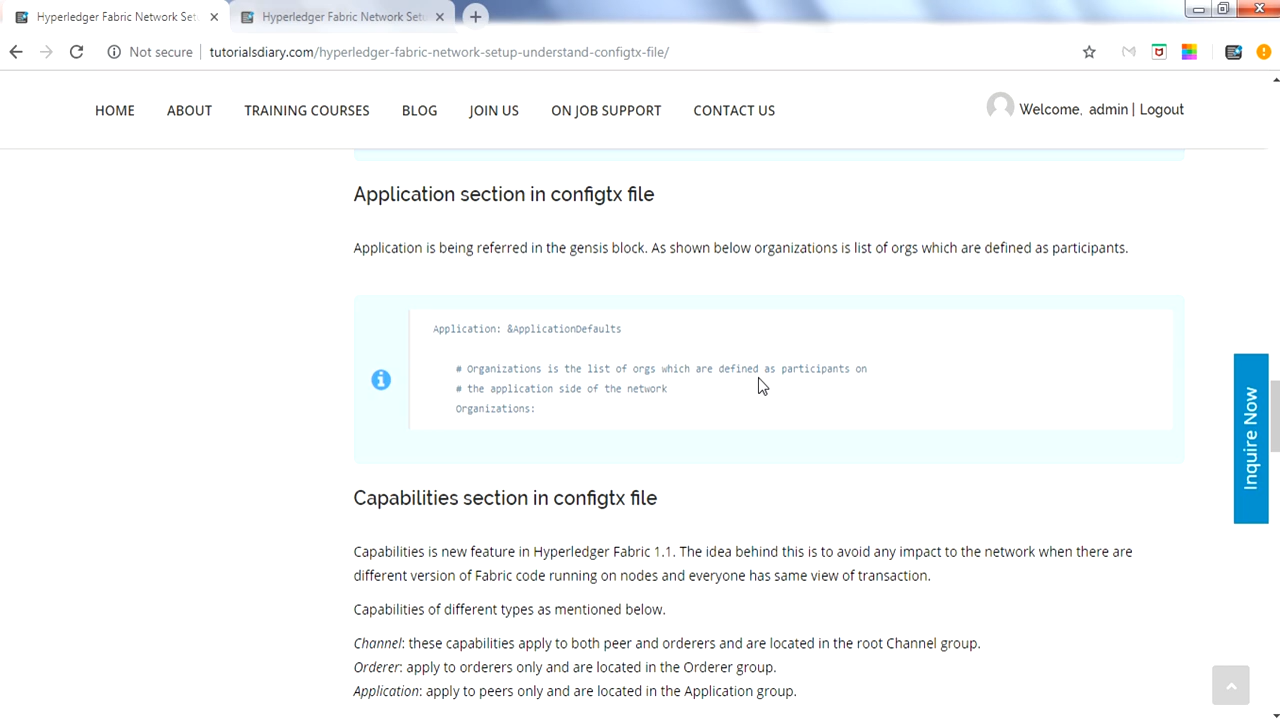 Hyperledger Fabric Network Set
Hyperledger Fabric Network Set
Not secure
tutorialsdiary.com/hyperledger-fabric-network-setup-understand-configtx-file/
HOME
ABOUT
TRAINING COURSES
BLOG
JOIN US
ON JOB SUPPORT
CONTACT US
Welcome, admin | Logout
Application section in configtx file
Application is being referred in the gensis block. As shown below organizations is list of orgs which are defined as participants.
Application: &ApplicationDefaults
# Organizations is the list of orgs which are defined as participants on
# the application side of the network
Organizations:
Inquire Now
Capabilities section in configtx file
Capabilities is new feature in Hyperledger Fabric 1.1. The idea behind this is to avoid any impact to the network when there are
different version of Fabric code running on nodes and everyone has same view of transaction.
Capabilities of different types as mentioned below.
Channel: these capabilities apply to both peer and orderers and are located in the root Channel group.
Orderer: apply to orderers only and are located in the Orderer group.
Application: apply to peers only and are located in the Application group.